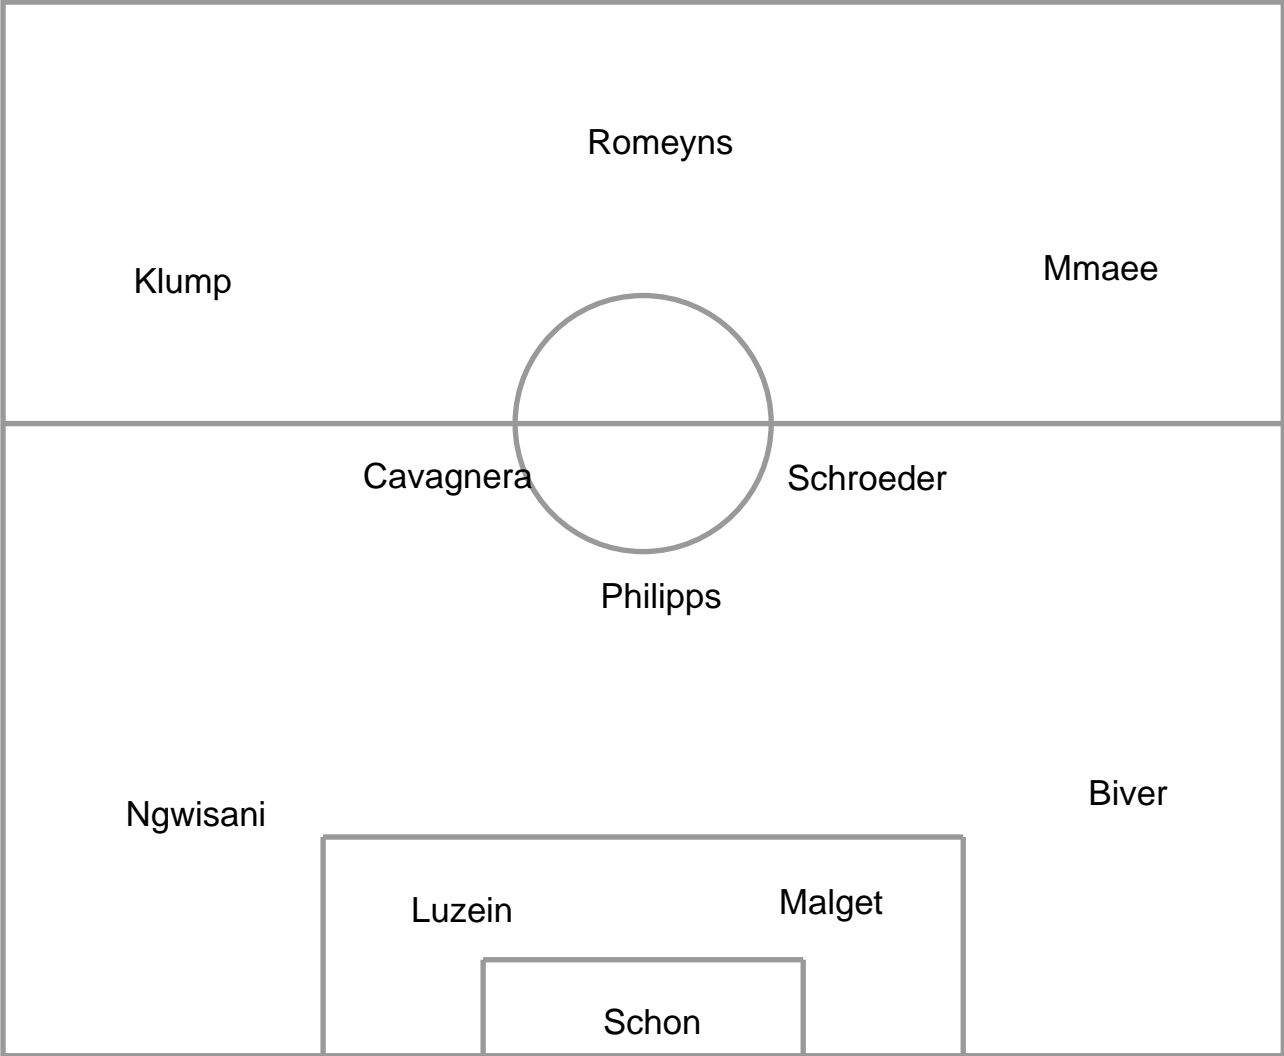 Romeyns
Klump
Mmaee
Cavagnera
Schroeder
Philipps
Ngwisani
Biver
Luzein
Malget
Schon